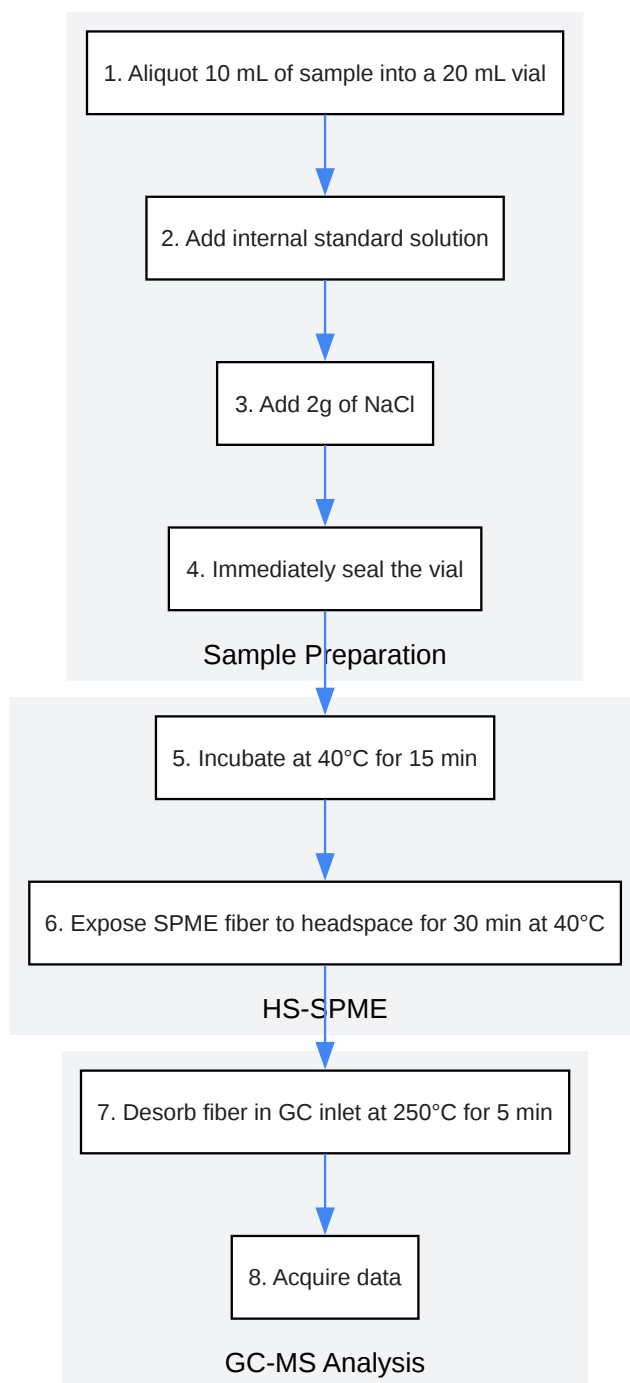 1. Aliquot 10 mL of sample into a 20 mL vial
2. Add internal standard solution
3. Add 2g of NaCl
4. Immediately seal the vial
Sample Preparation
5. Incubate at 40°C for 15 min
6. Expose SPME fiber to headspace for 30 min at 40°C
HS-SPME
7. Desorb fiber in GC inlet at 250°C for 5 min
8. Acquire data
GC-MS Analysis